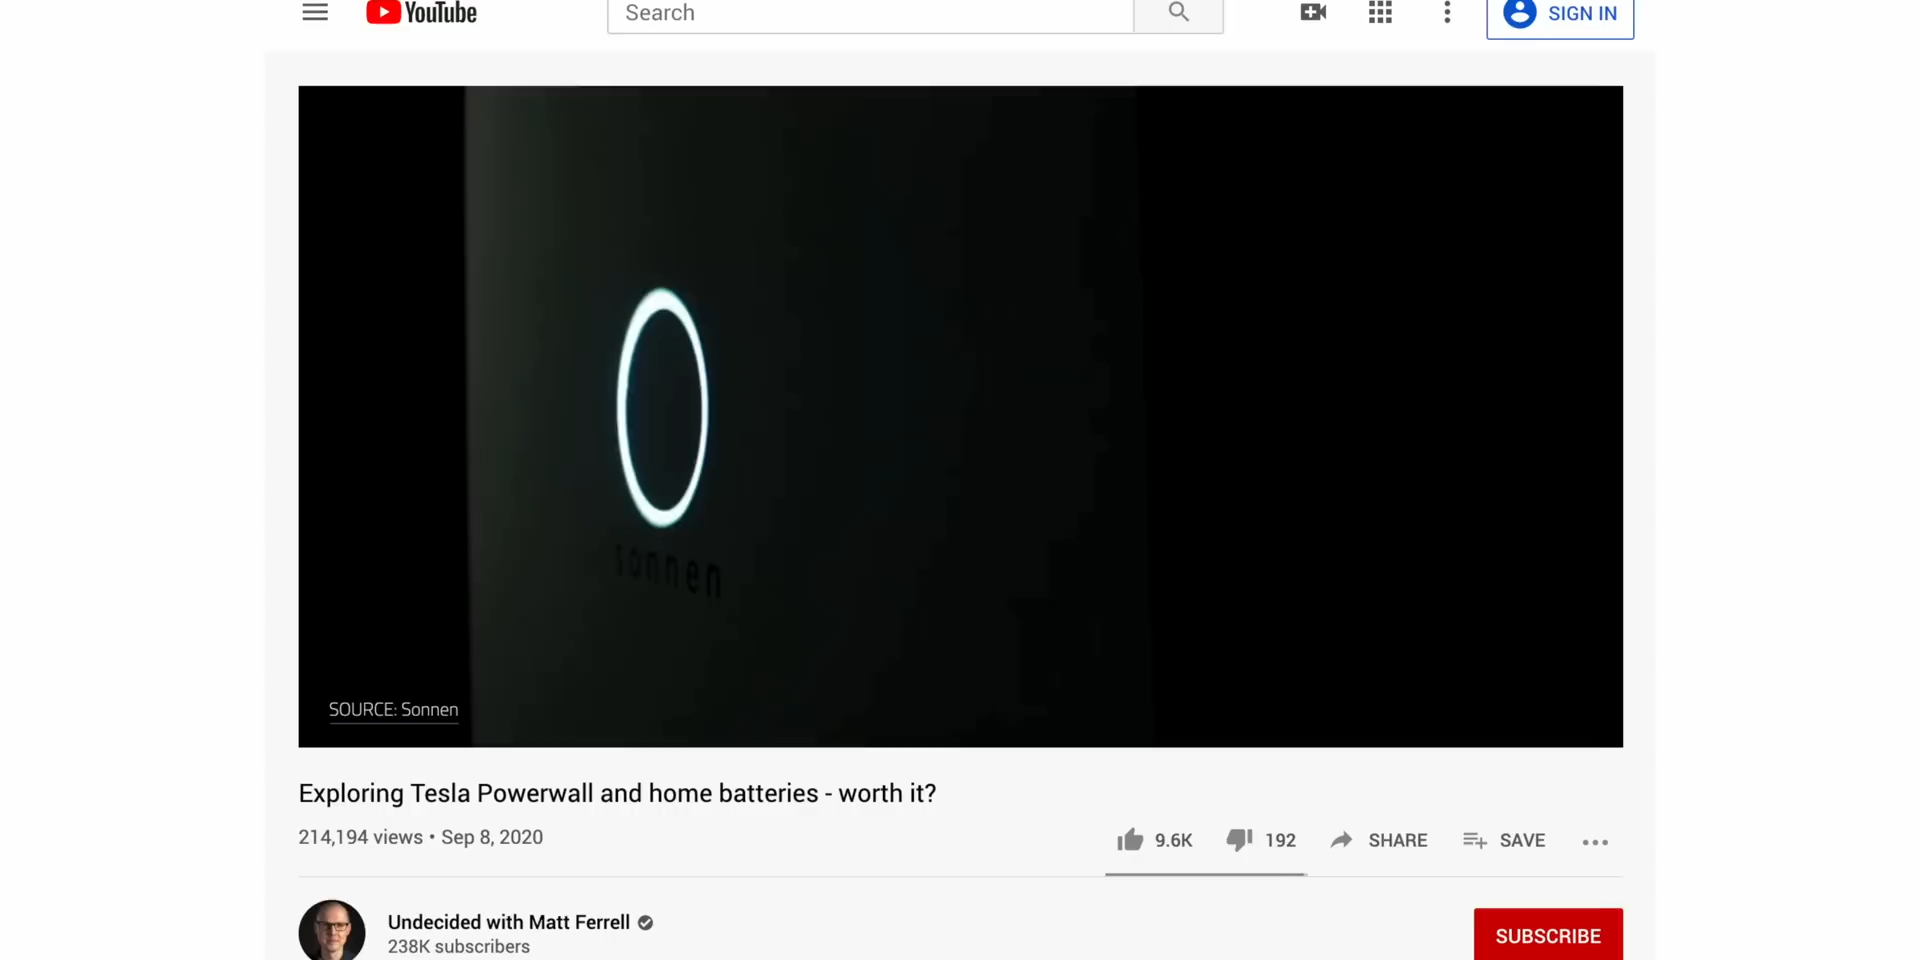 YouTube
Search
SIGN IN
sonnen
SOURCE: Sonnen
Exploring Tesla Powerwall and home batteries - worth it?
214,194 views • Sep 8, 2020
9.6K
192
SHARE
SAVE
Undecided with Matt Ferrell
238K subscribers
SUBSCRIBE